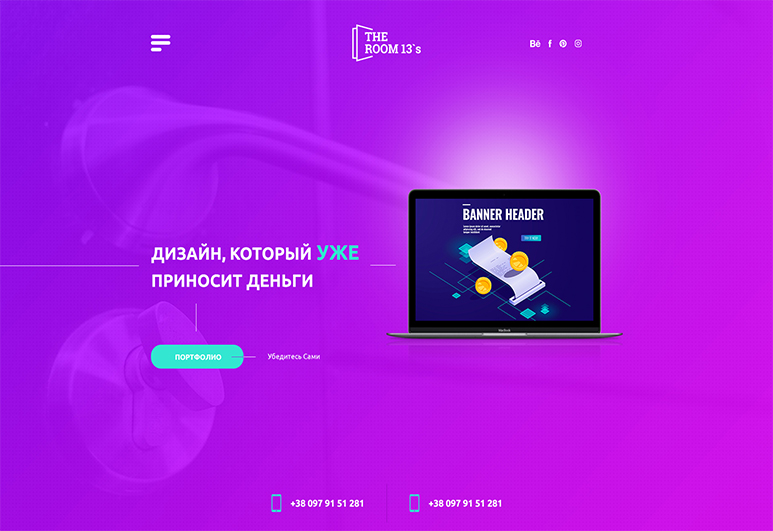 THE
ROOM 13`s
Bē
BANNER HEADER
ДИЗАЙН, КОТОРЫЙ УЖЕ
ПРИНОСИТ ДЕНЬГИ
ПОРТФОЛИО
Убедитесь Сами
+38 097 91 51 281
+38 097 91 51 281